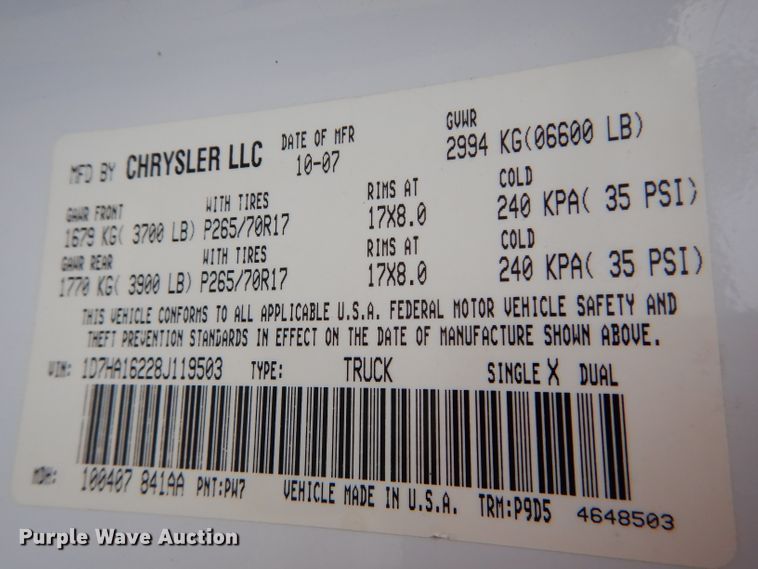 MFD BY CHRYSLER LLC DATE OF MFR 10-07 GVWR 2994 KG(06600 LB)
GAWR FRONT WITH TIRES RIMS AT COLD
1679 KG( 3700 LB) P265/70R17 17X8.0 240 KPA( 35 PSI)
GAWR REAR WITH TIRES RIMS AT COLD
1770 KG( 3900 LB) P265/70R17 17X8.0 240 KPA( 35 PSI)
THIS VEHICLE CONFORMS TO ALL APPLICABLE U.S.A. FEDERAL MOTOR VEHICLE SAFETY AND
THEFT PREVENTION STANDARDS IN EFFECT ON THE DATE OF MANUFACTURE SHOWN ABOVE.
VIN: 1D7HA16228J119503 TYPE: TRUCK SINGLE X DUAL
MDH: 100407 841AA PNT:PW7 VEHICLE MADE IN U.S.A. TRM:P9D5 4648503
Purple Wave Auction